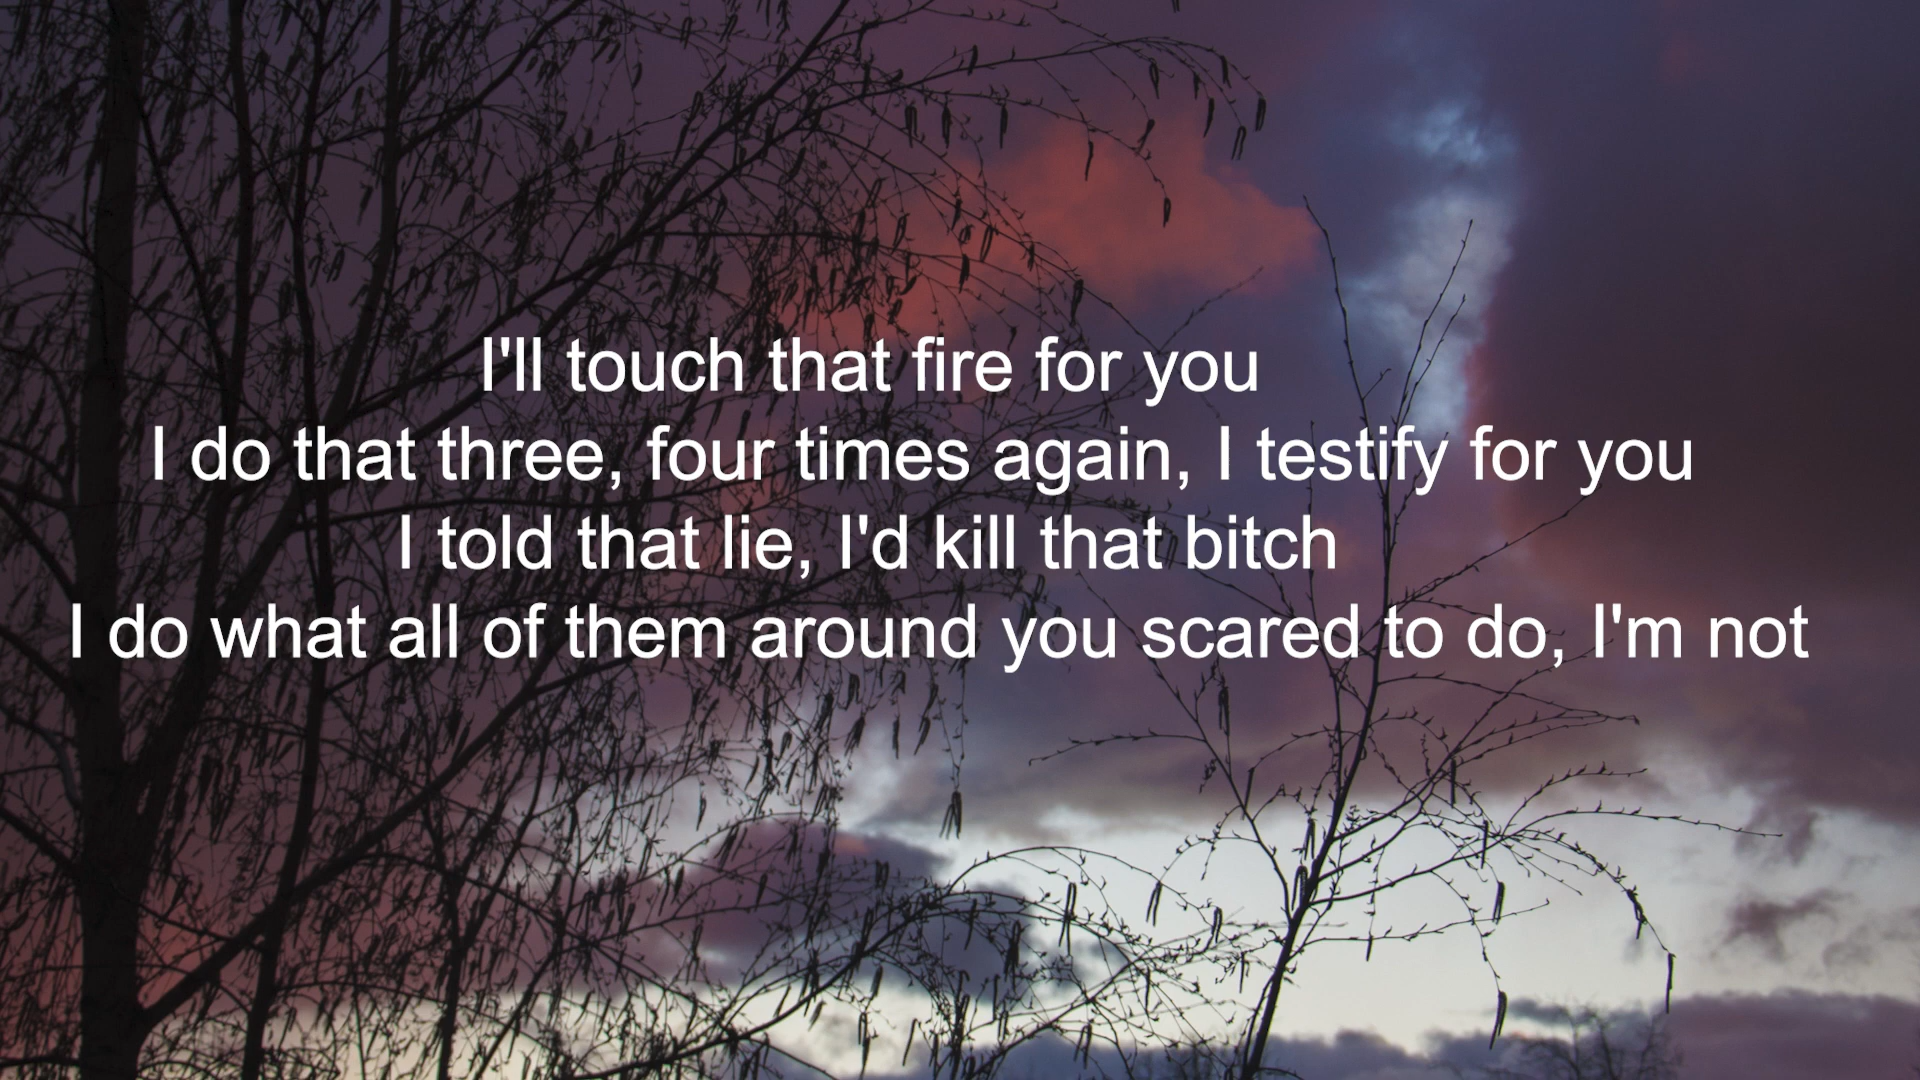 I'll touch that fire for you
I do that three, four times again, I testify for you
I told that lie, I'd kill that bitch
I do what all of them around you scared to do, I'm not